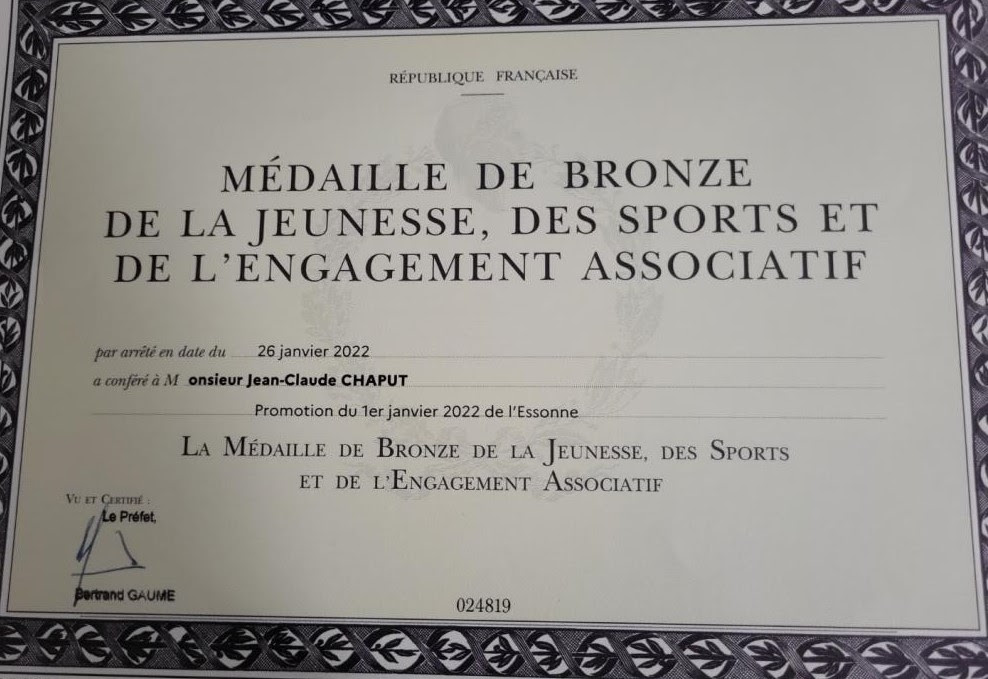 RÉPUBLIQUE FRANÇAISE
MÉDAILLE DE BRONZE
DE LA JEUNESSE, DES SPORTS ET
DE L'ENGAGEMENT ASSOCIATIF
par arrêté en date du 26 janvier 2022
a conféré à M onsieur Jean-Claude CHAPUT
Promotion du 1er janvier 2022 de l'Essonne
LA MÉDAILLE DE BRONZE DE LA JEUNESSE, DES SPORTS
ET DE L'ENGAGEMENT ASSOCIATIF
VU ET CERTIFIÉ :
Le Préfet,
Bertrand GAUME
024819